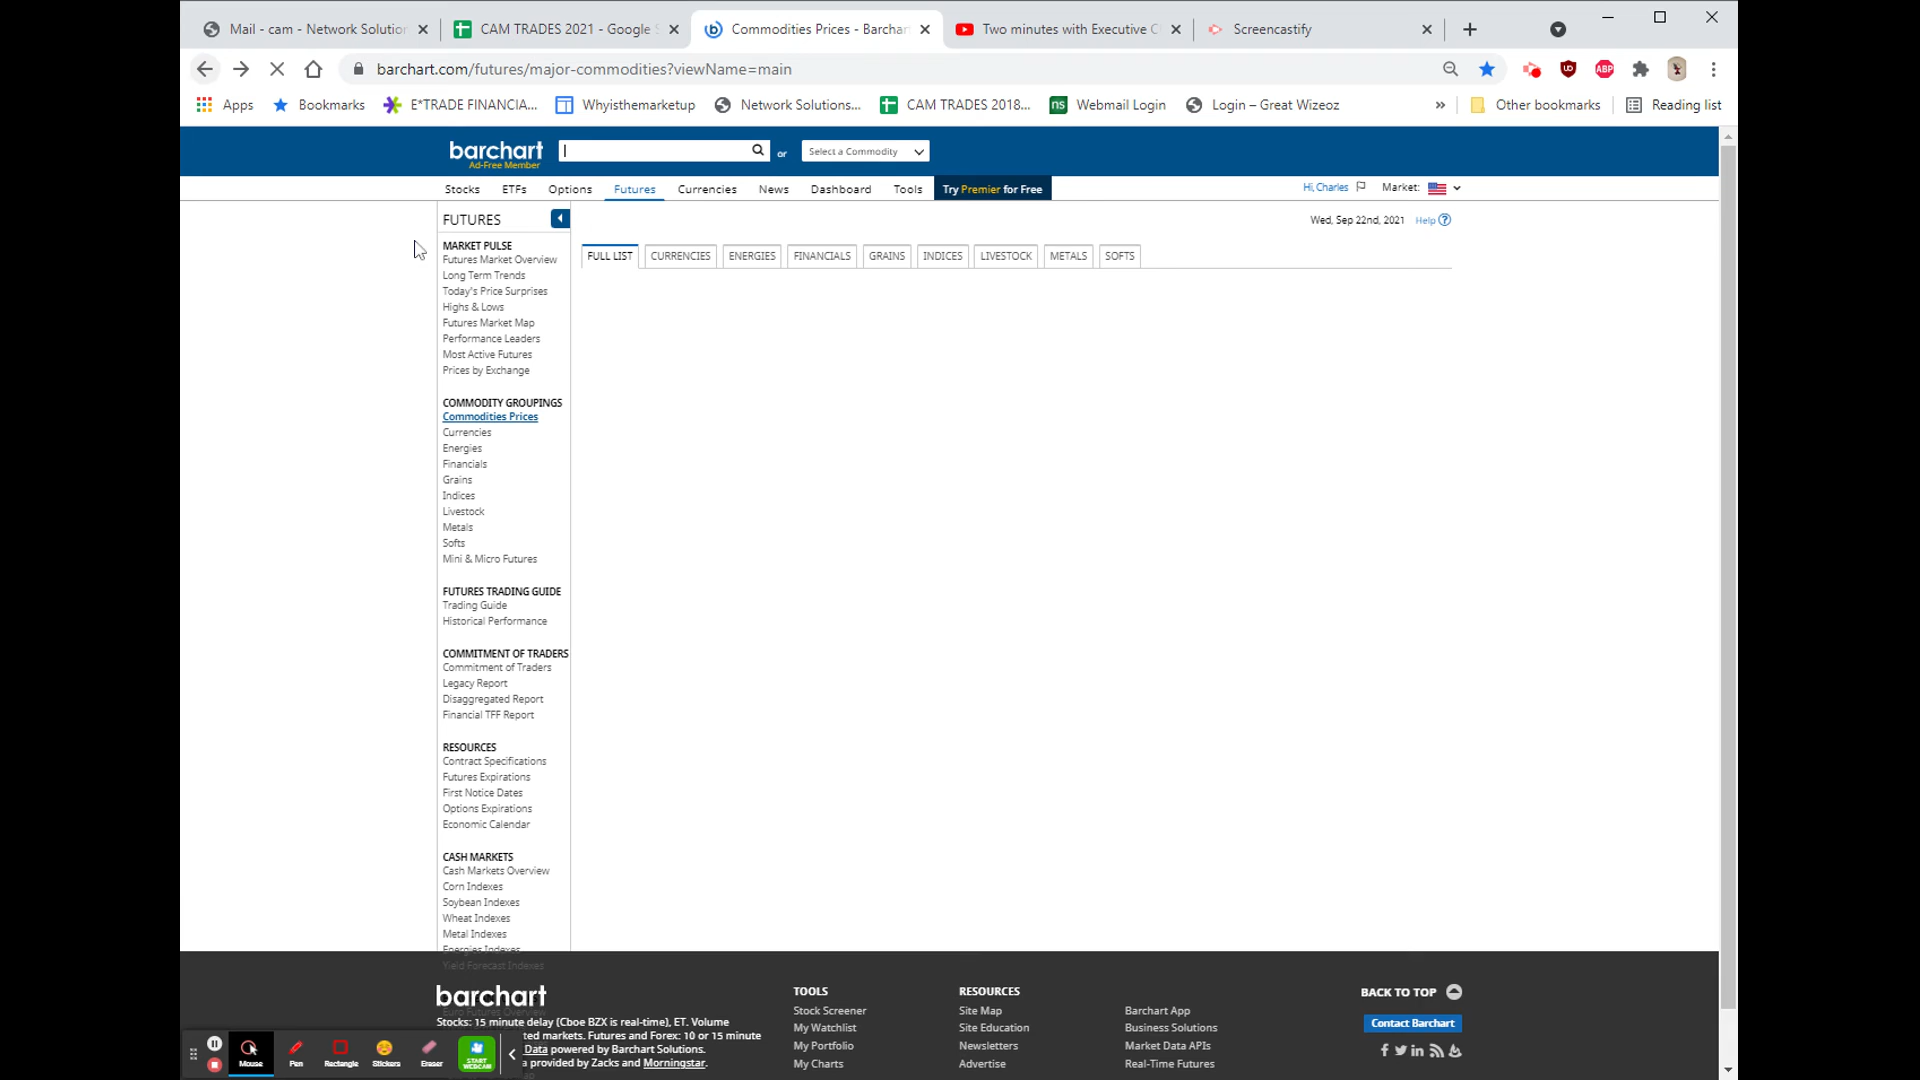 Mail - cam - Network Solution
CAM TRADES 2021 - Google S
Commodities Prices - Barchar
Two minutes with Executive C
Screencastify
barchart.com/futures/major-commodities?viewName=main
Apps
Bookmarks
E*TRADE FINANCIA...
Whyisthemarketup
Network Solutions...
CAM TRADES 2018...
ns
Webmail Login
Login – Great Wizeoz
»
Other bookmarks
Reading list
barchart
Ad-Free Member
or
Select a Commodity
Stocks
ETFs
Options
Futures
Currencies
News
Dashboard
Tools
Try Premier for Free
Hi, Charles
Market:
FUTURES
Wed, Sep 22nd, 2021
Help ?
FULL LIST
CURRENCIES
ENERGIES
FINANCIALS
GRAINS
INDICES
LIVESTOCK
METALS
SOFTS
MARKET PULSE
Futures Market Overview
Long Term Trends
Today's Price Surprises
Highs & Lows
Futures Market Map
Performance Leaders
Most Active Futures
Prices by Exchange
COMMODITY GROUPINGS
Commodities Prices
Currencies
Energies
Financials
Grains
Indices
Livestock
Metals
Softs
Mini & Micro Futures
FUTURES TRADING GUIDE
Trading Guide
Historical Performance
COMMITMENT OF TRADERS
Commitment of Traders
Legacy Report
Disaggregated Report
Financial TFF Report
RESOURCES
Contract Specifications
Futures Expirations
First Notice Dates
Options Expirations
Economic Calendar
CASH MARKETS
Cash Markets Overview
Corn Indexes
Soybean Indexes
Wheat Indexes
Metal Indexes
Energies Indexes
Yield Forecast Indexes
barchart
Euro Futures Overview
Stocks: 15 minute delay (Cboe BZX is real-time), ET. Volume
ted markets. Futures and Forex: 10 or 15 minute
Data powered by Barchart Solutions.
a provided by Zacks and Morningstar.
TOOLS
Stock Screener
My Watchlist
My Portfolio
My Charts
RESOURCES
Site Map
Site Education
Newsletters
Advertise
Barchart App
Business Solutions
Market Data APIs
Real-Time Futures
BACK TO TOP
Contact Barchart
Mouse
Pen
Rectangle
Stickers
Eraser
START
WEBCAM